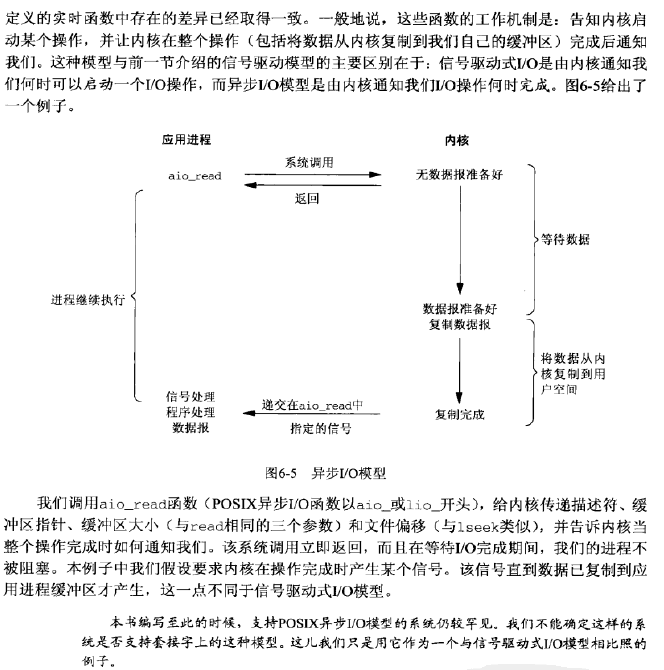 定义的实时函数中存在的差异已经取得一致。一般地说，这些函数的工作机制是：告知内核启
动某个操作，并让内核在整个操作（包括将数据从内核复制到我们自己的缓冲区）完成后通知
我们。这种模型与前一节介绍的信号驱动模型的主要区别在于：信号驱动式I/O是由内核通知我
们何时可以启动一个I/O操作，而异步I/O模型是由内核通知我们I/O操作何时完成。图6-5给出了
一个例子。
应用进程
内核
aio_read
系统调用
返回
无数据报准备好
等待数据
进程继续执行
数据报准备好
复制数据报
将数据从内
核复制到用
户空间
信号处理
程序处理
数据报
递交在aio_read中
指定的信号
复制完成
图6-5 异步I/O模型
我们调用aio_read函数（POSIX异步I/O函数以aio_或lio_开头），给内核传递描述符、缓
冲区指针、缓冲区大小（与read相同的三个参数）和文件偏移（与lseek类似），并告诉内核当
整个操作完成时如何通知我们。该系统调用立即返回，而且在等待I/O完成期间，我们的进程不
被阻塞。本例子中我们假设要求内核在操作完成时产生某个信号。该信号直到数据已复制到应
用进程缓冲区才产生，这一点不同于信号驱动式I/O模型。
本书编写至此的时候，支持POSIX异步I/O模型的系统仍较罕见。我们不能确定这样的系
统是否支持套接字上的这种模型。这儿我们只是用它作为一个与信号驱动式I/O模型相比照的
例子。